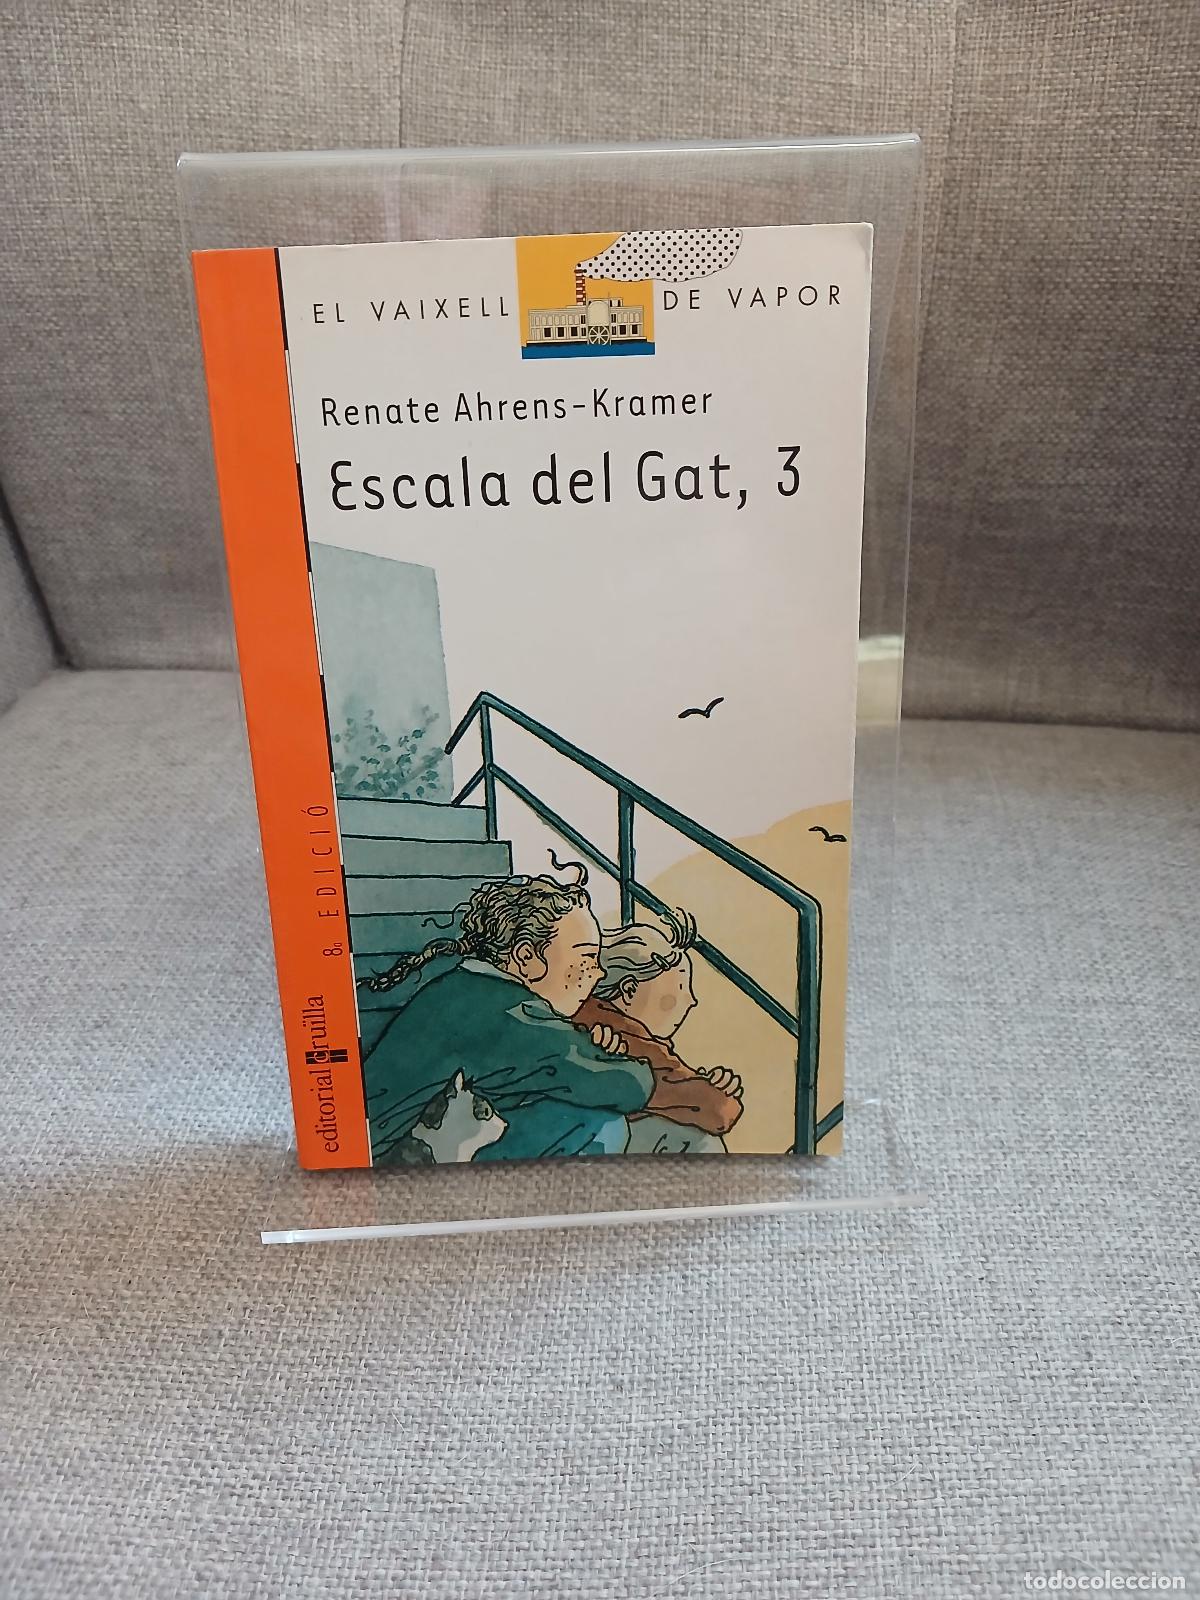 EL VAIXELL DE VAPOR
Renate Ahrens-Kramer
Escala del Gat, 3
8a EDICIÓ
editorial cruïlla
todocoleccion